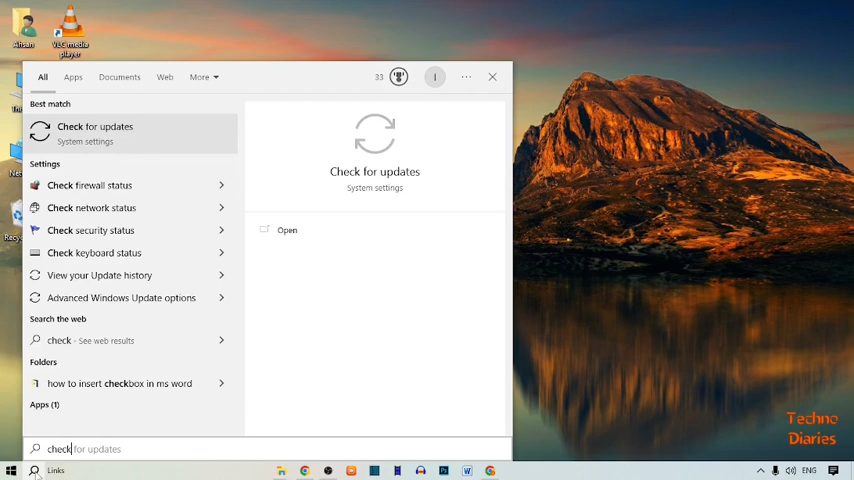 Afsan
VLC media
player
All Apps Documents Web More 33 I
Best match
Check for updates
System settings
Settings
Check firewall status
Check network status
Check security status
Check keyboard status
View your Update history
Advanced Windows Update options
Search the web
check - See web results
Folders
how to insert checkbox in ms word
Apps (1)
Check for updates
System settings
Open
check for updates
Techno
Diaries
Links
ENG